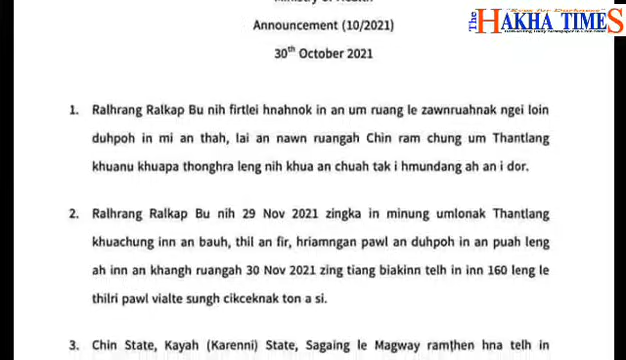 The HAKHA TIMES
Announcement (10/2021)
30th October 2021
1. Ralhrang Ralkap Bu nih firtlei hnahnok in an um ruang le zawnruahnak ngei loin
duhpoh in mi an thah, lai an nawn ruangah Chin ram chung um Thantlang
khuanu khuapa thonghra leng nih khua an chuah tak i hmundang ah an i dor.
2. Ralhrang Ralkap Bu nih 29 Nov 2021 zingka in minung umlonak Thantlang
khuachung inn an bauh, thil an fir, hriamngan pawl an duhpoh in an puah leng
ah inn an khangh ruangah 30 Nov 2021 zing tiang biakinn telh in inn 160 leng le
thilri pawl vialte sungh cikceknak ton a si.
3. Chin State, Kayah (Karenni) State, Sagaing le Magway ramṭhen hna telh in